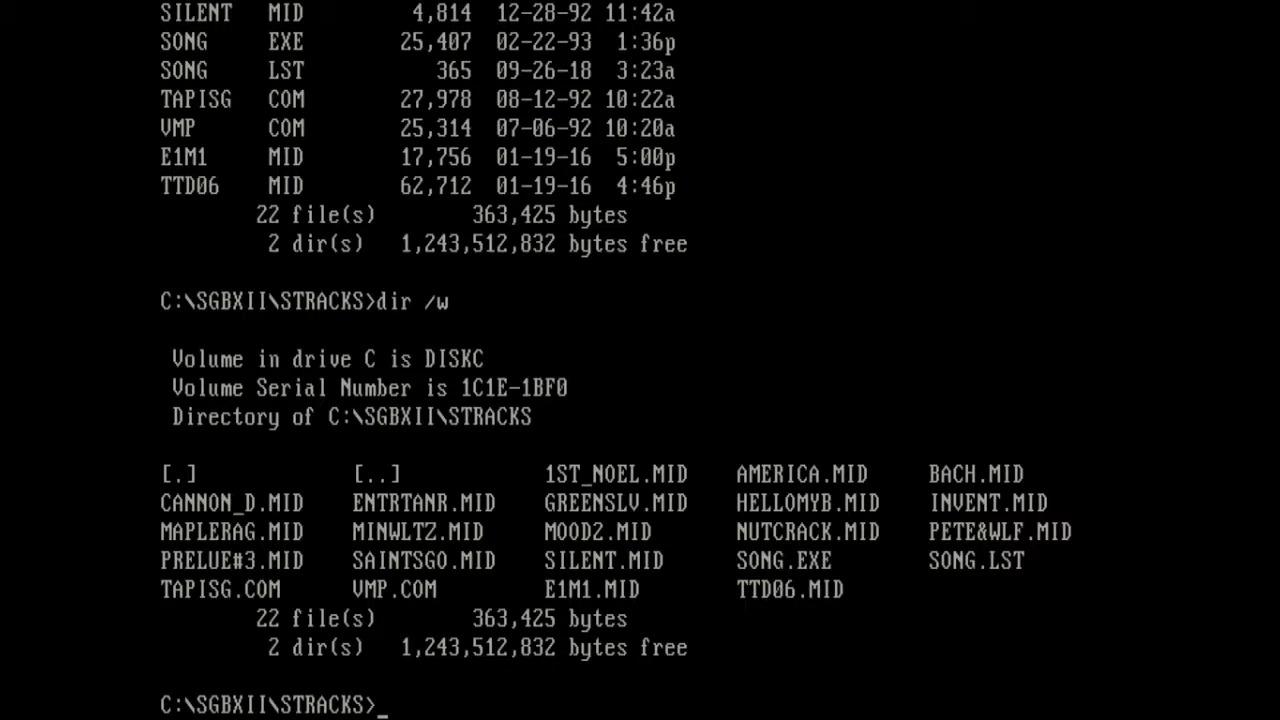 SILENT   MID         4,814  12-28-92 11:42a
SONG     EXE        25,407  02-22-93  1:36p
SONG     LST           365  09-26-18  3:23a
TAPISG   COM        27,978  08-12-92 10:22a
VMP      COM        25,314  07-06-92 10:20a
E1M1     MID        17,756  01-19-16  5:00p
TTD06    MID        62,712  01-19-16  4:46p
        22 file(s)        363,425 bytes
         2 dir(s)   1,243,512,832 bytes free
C:\SGBXII\STRACKS>dir /w
 Volume in drive C is DISKC
 Volume Serial Number is 1C1E-1BF0
 Directory of C:\SGBXII\STRACKS
[.]             [..]            1ST_NOEL.MID    AMERICA.MID     BACH.MID
CANNON_D.MID    ENTRTANR.MID    GREENSLV.MID    HELLOMYB.MID    INVENT.MID
MAPLERAG.MID    MINWLTZ.MID     MOOD2.MID       NUTCRACK.MID    PETE&WLF.MID
PRELUE#3.MID    SAINTSGO.MID    SILENT.MID      SONG.EXE        SONG.LST
TAPISG.COM      VMP.COM         E1M1.MID        TTD06.MID
        22 file(s)        363,425 bytes
         2 dir(s)   1,243,512,832 bytes free
C:\SGBXII\STRACKS>_